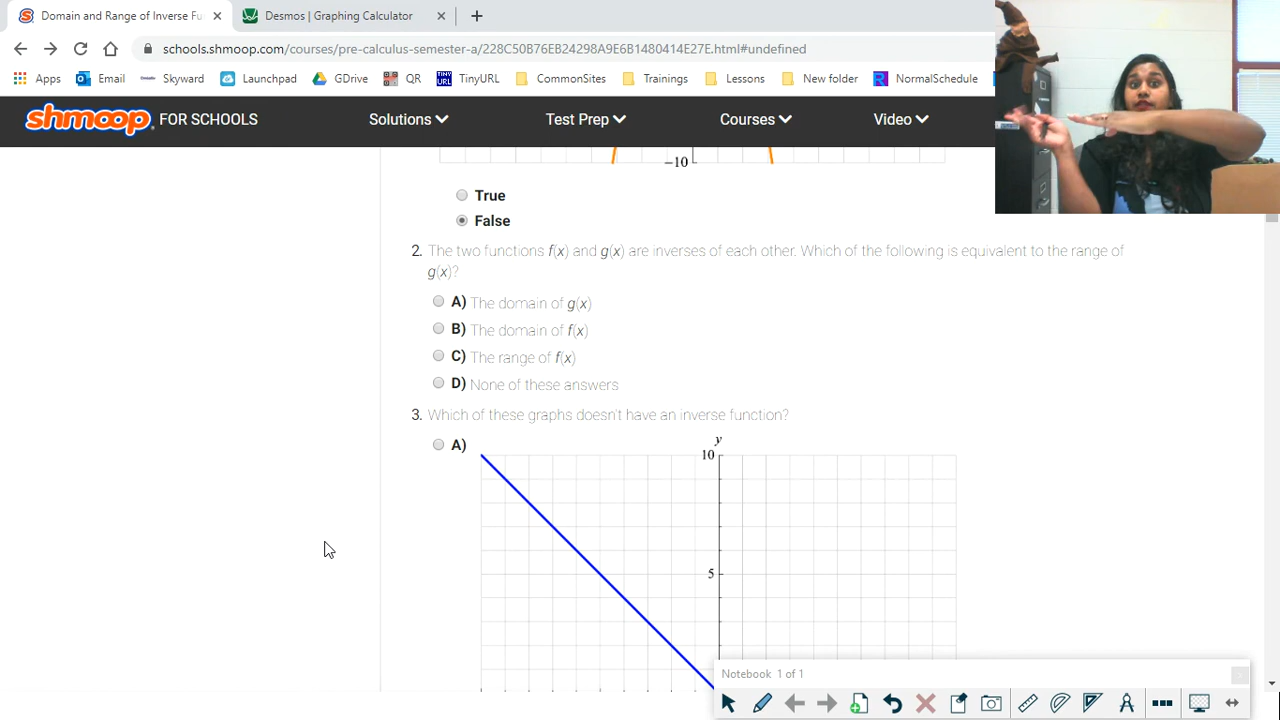 Domain and Range of Inverse Fu
Desmos | Graphing Calculator
schools.shmoop.com/courses/pre-calculus-semester-a/228C50B76EB24298A9E6B1480414E27E.html#undefined
Apps Email Skyward Launchpad GDrive QR TinyURL CommonSites Trainings Lessons New folder NormalSchedule
shmoop FOR SCHOOLS Solutions Test Prep Courses Video
−10
True
False
2. The two functions f(x) and g(x) are inverses of each other. Which of the following is equivalent to the range of
g(x)?
A) The domain of g(x)
B) The domain of f(x)
C) The range of f(x)
D) None of these answers
3. Which of these graphs doesn't have an inverse function?
A)
y
10
5
Notebook 1 of 1